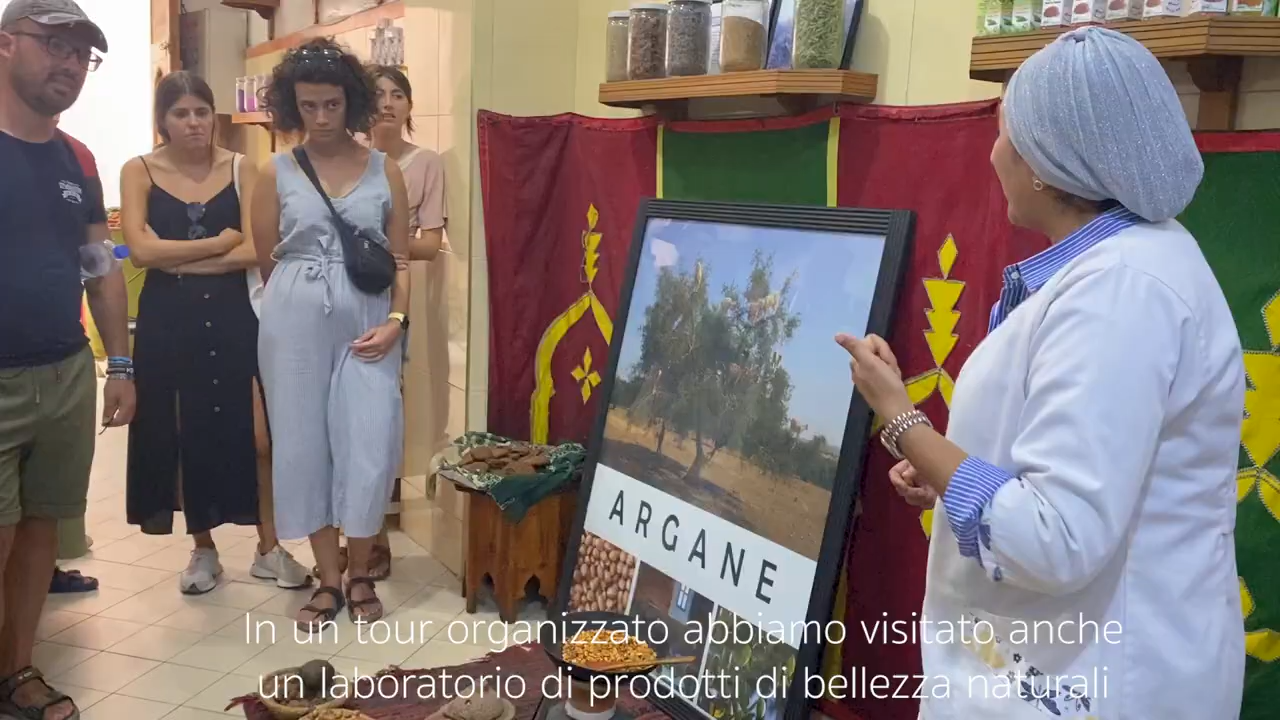 ARGANE
In un tour organizzato abbiamo visitato anche
un laboratorio di prodotti di bellezza naturali